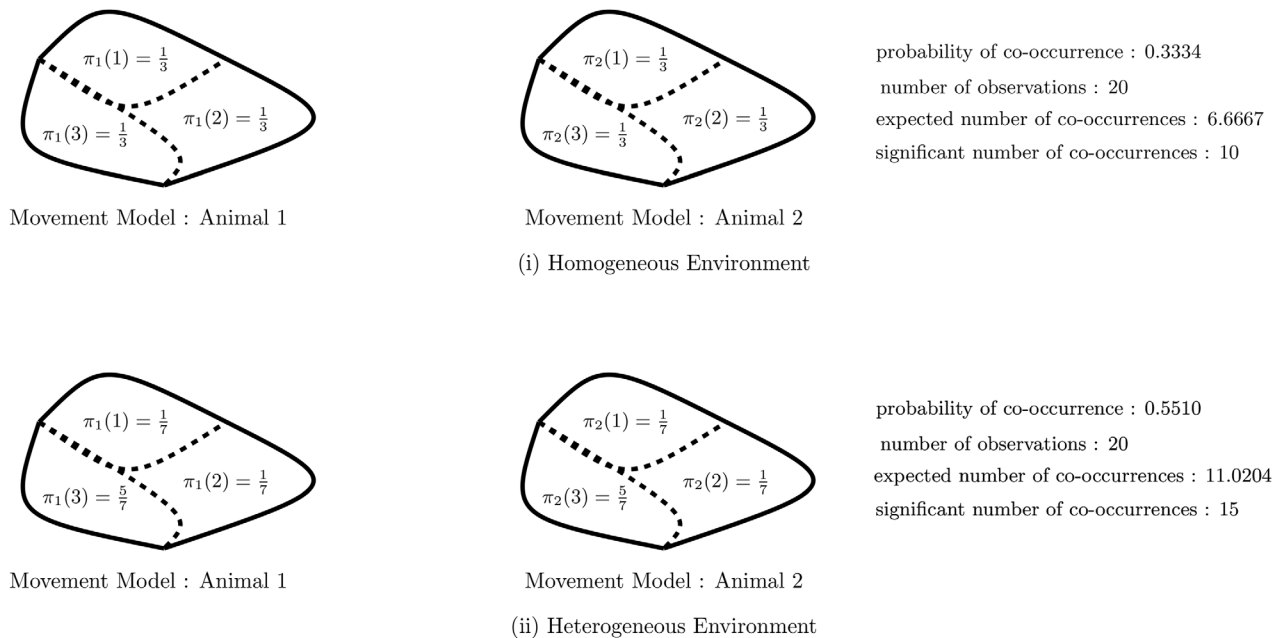 π₁(1) = 1/3
π₁(2) = 1/3
π₁(3) = 1/3
Movement Model : Animal 1
π₂(1) = 1/3
π₂(2) = 1/3
π₂(3) = 1/3
Movement Model : Animal 2
probability of co-occurrence : 0.3334
number of observations : 20
expected number of co-occurrences : 6.6667
significant number of co-occurrences : 10
(i) Homogeneous Environment
π₁(1) = 1/7
π₁(2) = 1/7
π₁(3) = 5/7
Movement Model : Animal 1
π₂(1) = 1/7
π₂(2) = 1/7
π₂(3) = 5/7
Movement Model : Animal 2
probability of co-occurrence : 0.5510
number of observations : 20
expected number of co-occurrences : 11.0204
significant number of co-occurrences : 15
(ii) Heterogeneous Environment